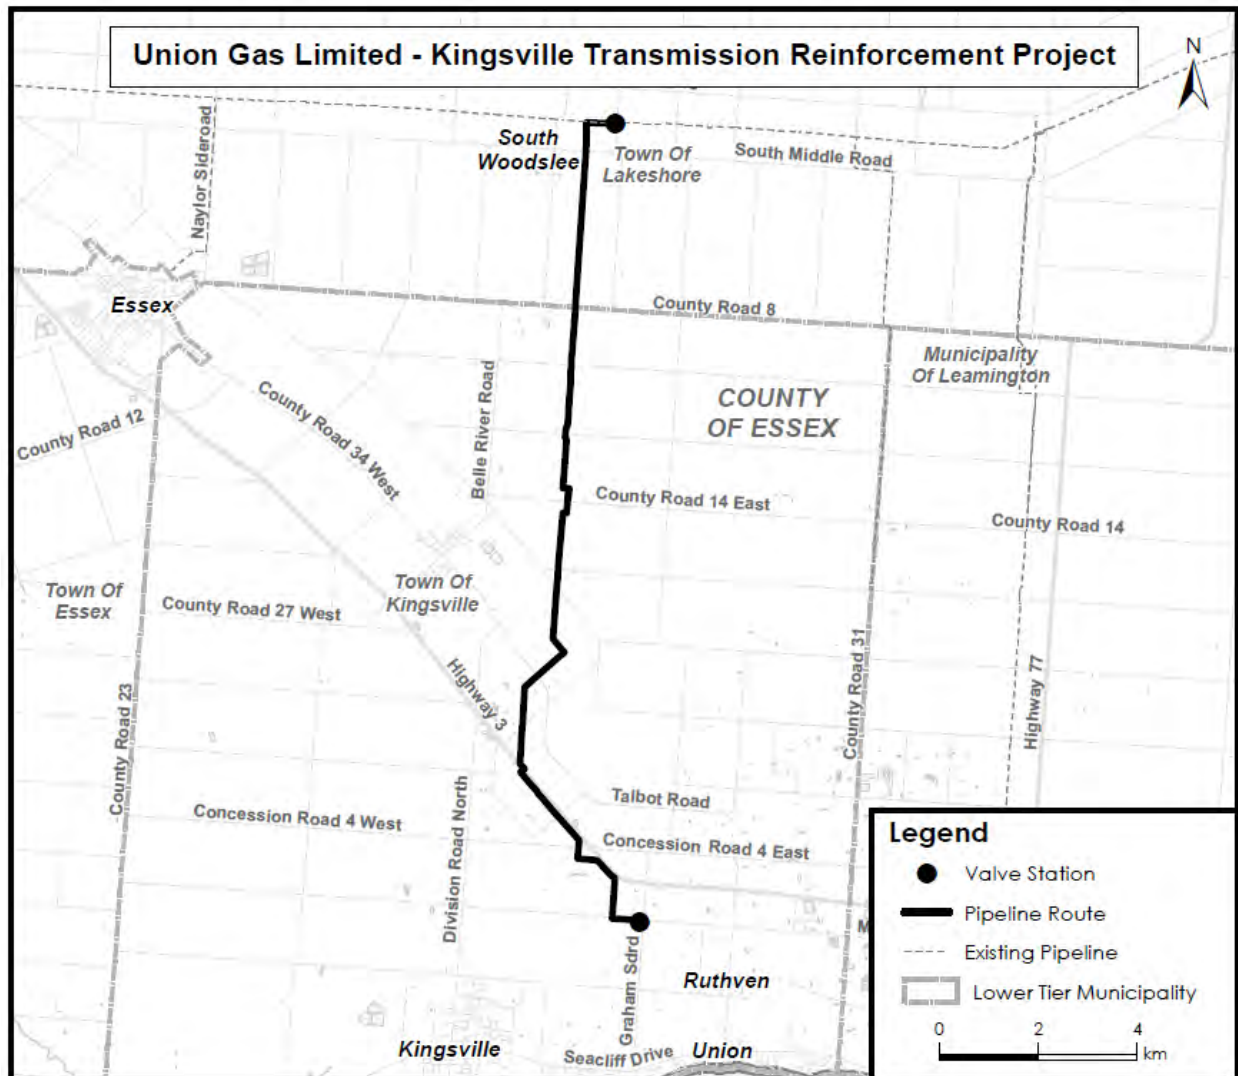 Union Gas Limited - Kingsville Transmission Reinforcement Project
N
Naylor Sideroad
South
Woodslee
Town Of
Lakeshore
South Middle Road
Essex
County Road 8
Municipality
Of Leamington
COUNTY
OF ESSEX
County Road 12
County Road 34 West
Belle River Road
County Road 14 East
County Road 14
Town Of
Essex
Town Of
Kingsville
County Road 27 West
Highway 3
County Road 23
County Road 31
Highway 77
Talbot Road
Concession Road 4 West
Concession Road 4 East
Division Road North
Graham Sdrd
Ruthven
Kingsville
Seacliff Drive
Union
M
Legend
Valve Station
Pipeline Route
Existing Pipeline
Lower Tier Municipality
0 2 4
km